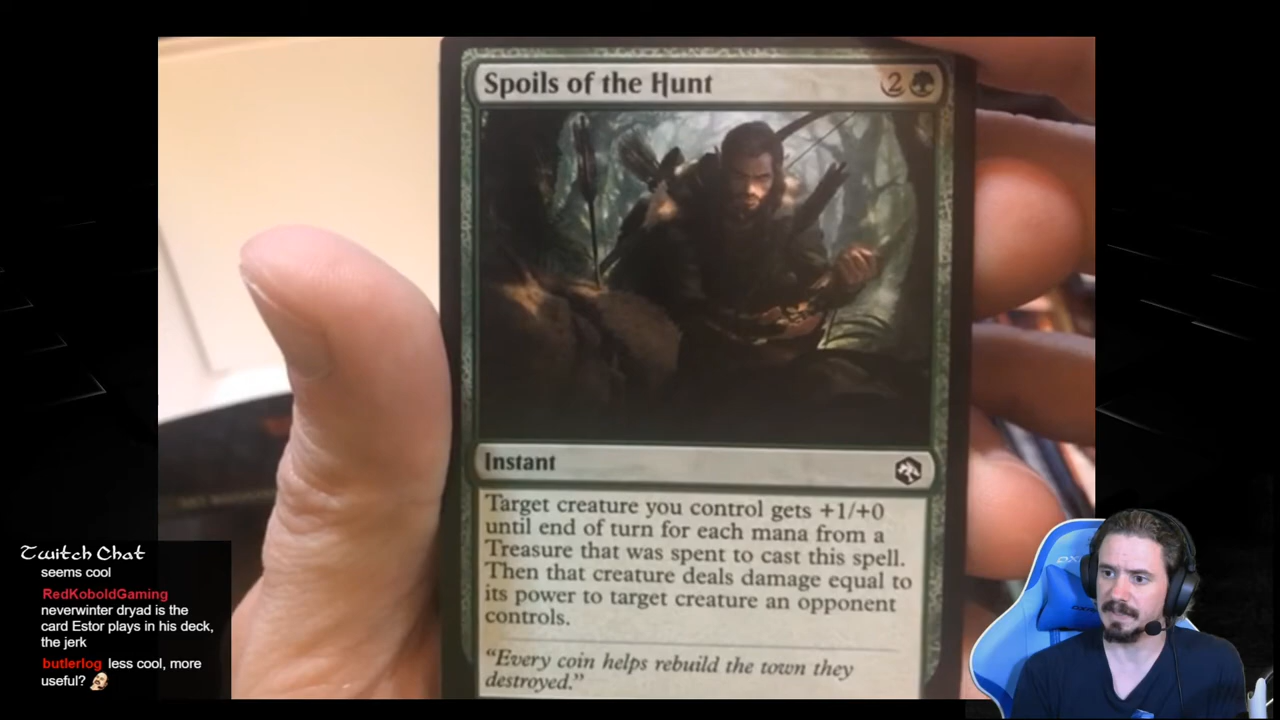 Spoils of the Hunt 2
Instant
Target creature you control gets +1/+0
until end of turn for each mana from a
Treasure that was spent to cast this spell.
Then that creature deals damage equal to
its power to target creature an opponent
controls.
“Every coin helps rebuild the town they
destroyed.”
Twitch Chat
seems cool
RedKoboldGaming
neverwinter dryad is the
card Estor plays in his deck,
the jerk
butlerlog less cool, more
useful?